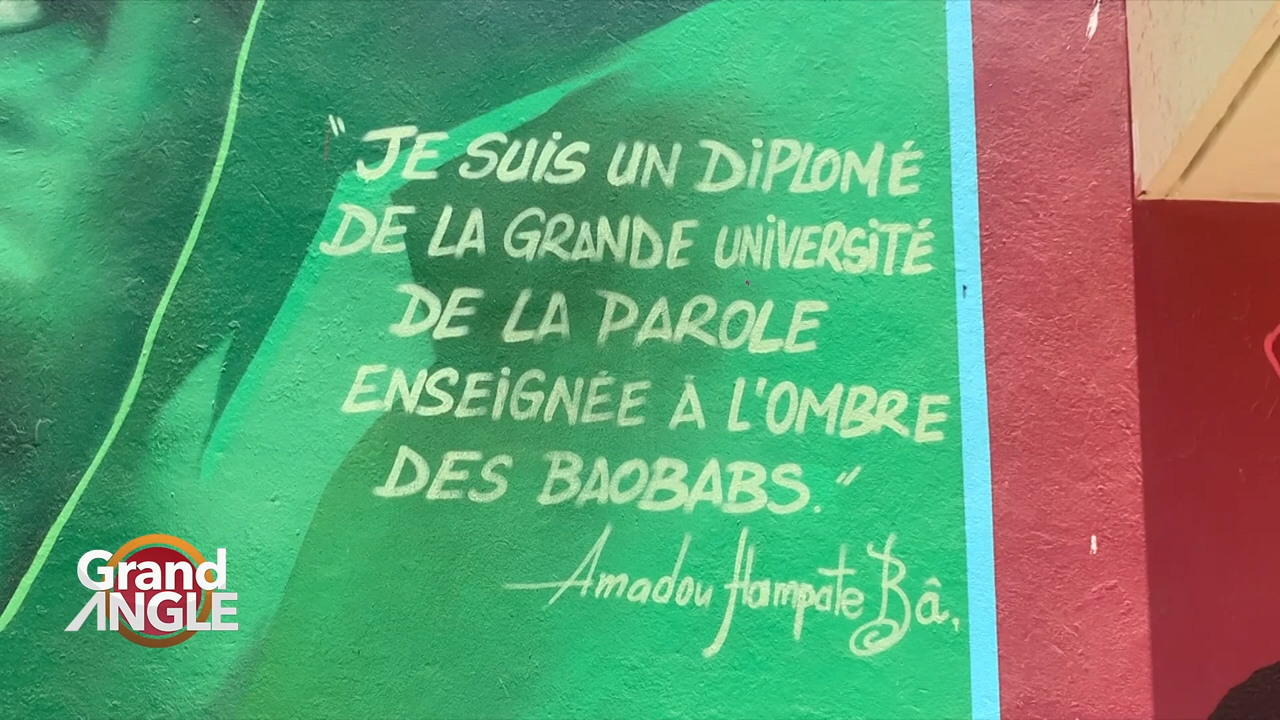 "JE SUIS UN DIPLOMÉ
DE LA GRANDE UNIVERSITÉ
DE LA PAROLE
ENSEIGNÉE À L'OMBRE
DES BAOBABS."
Amadou Hampate Bâ.
Grand
ANGLE